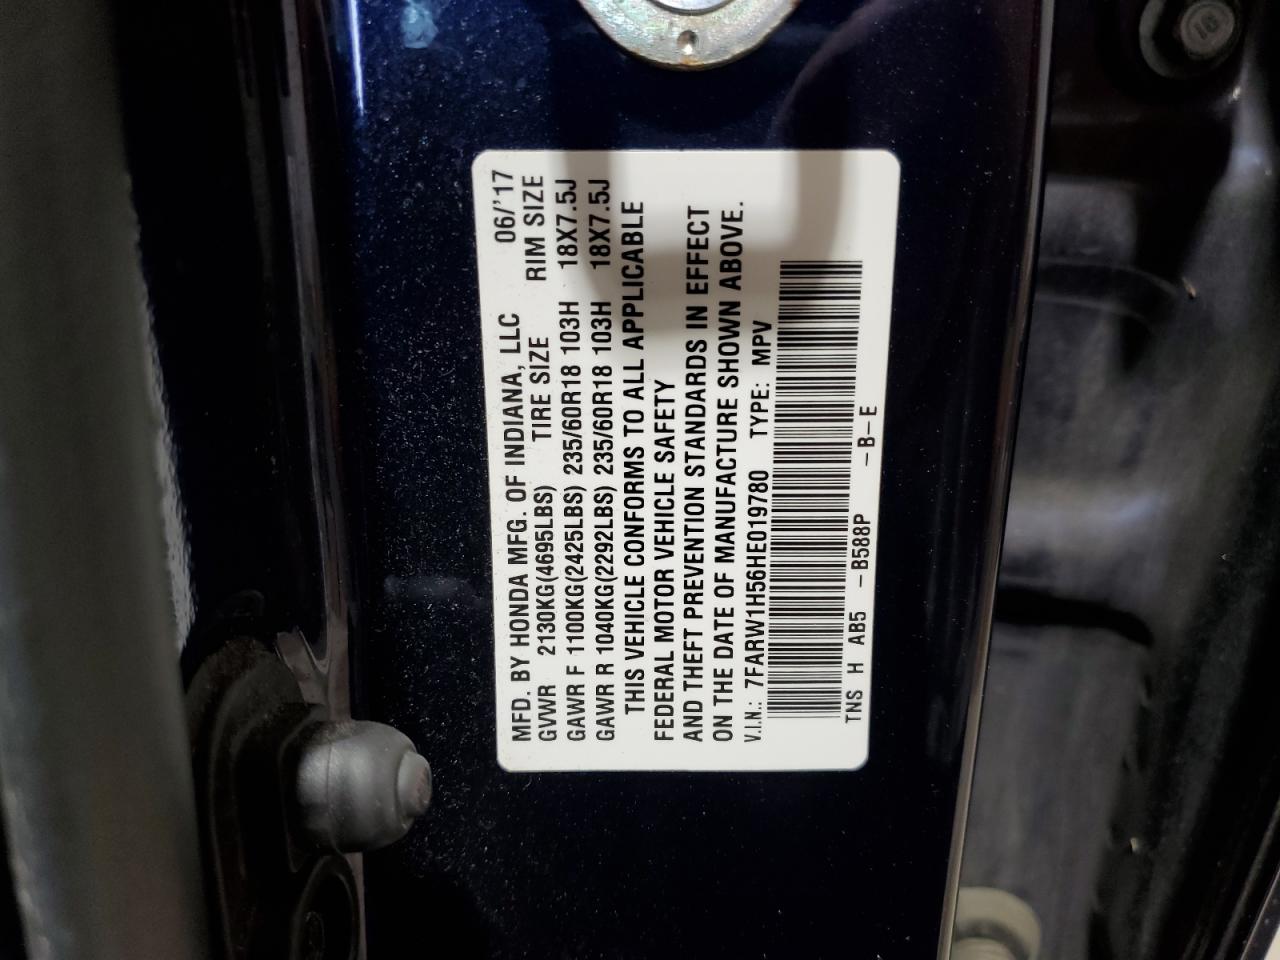 MFD. BY HONDA MFG. OF INDIANA, LLC 06/'17
GVWR 2130KG(4695LBS) TIRE SIZE RIM SIZE
GAWR F 1100KG(2425LBS) 235/60R18 103H 18X7.5J
GAWR R 1040KG(2292LBS) 235/60R18 103H 18X7.5J
THIS VEHICLE CONFORMS TO ALL APPLICABLE
FEDERAL MOTOR VEHICLE SAFETY
AND THEFT PREVENTION STANDARDS IN EFFECT
ON THE DATE OF MANUFACTURE SHOWN ABOVE.
V.I.N.: 7FARW1H56HE019780 TYPE: MPV
TNS H AB5 -B588P -B-E